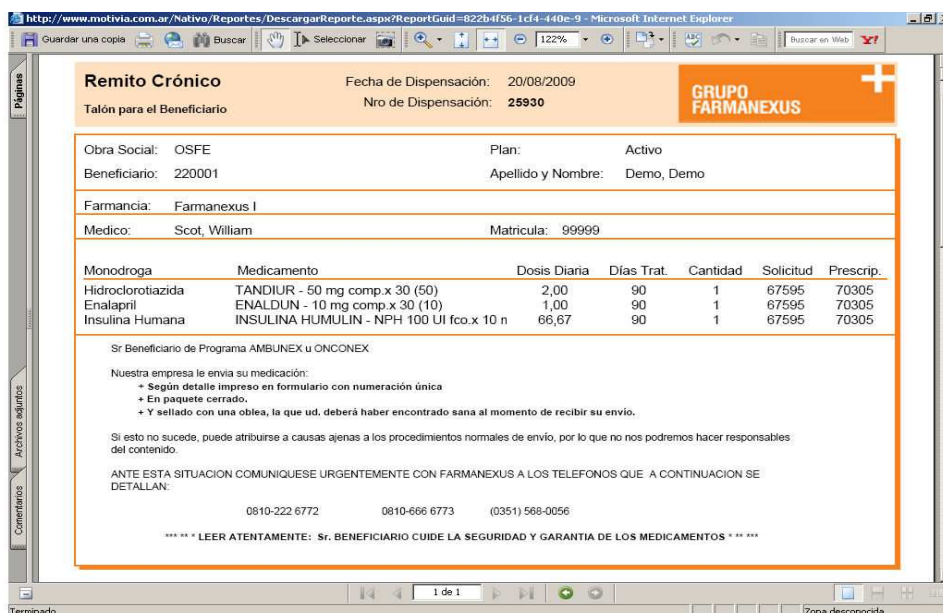 http://www.motivia.com.ar/Nativo/Reportes/DescargarReporte.aspx?ReportGuid=822b4f56-1cf4-440e-9 - Microsoft Internet Explorer
Guardar una copia Buscar Seleccionar 122% Buscar en Web Y!
Páginas
Archivos adjuntos
Comentarios
Remito Crónico Fecha de Dispensación: 20/08/2009
Talón para el Beneficiario Nro de Dispensación: 25930
GRUPO
FARMANEXUS
Obra Social: OSFE Plan: Activo
Beneficiario: 220001 Apellido y Nombre: Demo, Demo
Farmancia: Farmanexus I
Medico: Scot, William Matricula: 99999
Monodroga Medicamento Dosis Diaria Días Trat. Cantidad Solicitud Prescrip.
Hidroclorotiazida TANDIUR - 50 mg comp.x 30 (50) 2,00 90 1 67595 70305
Enalapril ENALDUN - 10 mg comp.x 30 (10) 1,00 90 1 67595 70305
Insulina Humana INSULINA HUMULIN - NPH 100 UI fco.x 10 n 66,67 90 1 67595 70305
Sr Beneficiario de Programa AMBUNEX u ONCONEX
Nuestra empresa le envia su medicación:
+ Según detalle impreso en formulario con numeración única
+ En paquete cerrado.
+ Y sellado con una oblea, la que ud. deberá haber encontrado sana al momento de recibir su envío.
Si esto no sucede, puede atribuirse a causas ajenas a los procedimientos normales de envío, por lo que no nos podremos hacer responsables
del contenido.
ANTE ESTA SITUACION COMUNIQUESE URGENTEMENTE CON FARMANEXUS A LOS TELEFONOS QUE A CONTINUACION SE
DETALLAN:
0810-222 6772 0810-666 6773 (0351) 568-0056
*** ** * LEER ATENTAMENTE: Sr. BENEFICIARIO CUIDE LA SEGURIDAD Y GARANTIA DE LOS MEDICAMENTOS * ** ***
1 de 1
Terminado Zona desconocida